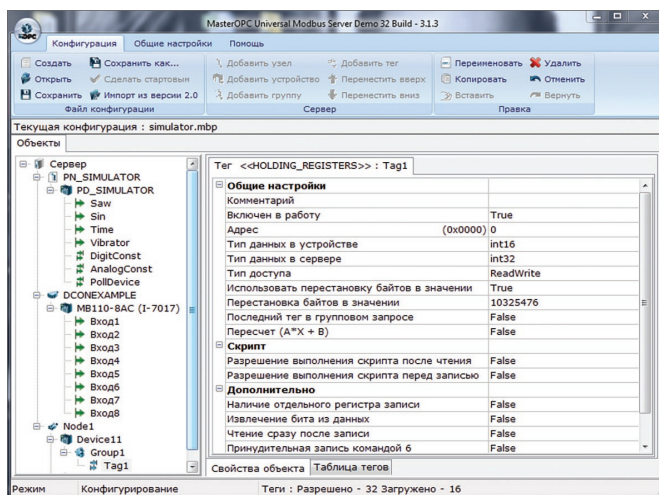 MasterOPC Universal Modbus Server Demo 32 Build - 3.1.3
OPC
Конфигурация Общие настройки Помощь
Создать Сохранить как... Добавить узел Добавить тег Переименовать Удалить
Открыть Сделать стартовын Добавить устройство Переместить вверх Копировать Отменить
Сохранить Импорт из версии 2.0 Добавить группу Переместить вниз Вставить Вернуть
Файл конфигурации Сервер Правка
Текущая конфигурация : simulator.mbp
Объекты
Сервер
PN_SIMULATOR
PD_SIMULATOR
Saw
Sin
Time
Vibrator
DigitConst
AnalogConst
PollDevice
DCONEXAMPLE
MB110-8AC (I-7017)
Вход1
Вход2
Вход3
Вход4
Вход5
Вход6
Вход7
Вход8
Node1
Device11
Group1
Tag1
Тег <<HOLDING_REGISTERS>> : Tag1
Общие настройки
Комментарий
Включен в работу True
Адрес (0x0000) 0
Тип данных в устройстве int16
Тип данных в сервере int32
Тип доступа ReadWrite
Использовать перестановку байтов в значении True
Перестановка байтов в значении 10325476
Последний тег в групповом запросе False
Пересчет (A*X + B) False
Скрипт
Разрешение выполнения скрипта после чтения False
Разрешение выполнения скрипта перед записью False
Дополнительно
Наличие отдельного регистра записи False
Извлечение бита из данных False
Чтение сразу после записи False
Принудительная запись командой 6 False
Свойства объекта Таблица тегов
Режим Конфигурирование Теги : Разрешено - 32 Загружено - 16